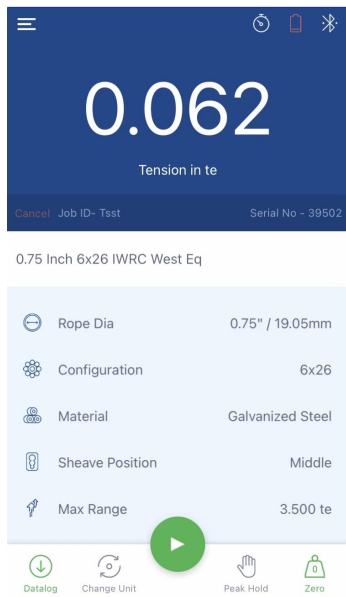 0.062
Tension in te
Cancel Job ID- Tsst Serial No - 39502
0.75 Inch 6x26 IWRC West Eq
Rope Dia 0.75" / 19.05mm
Configuration 6x26
Material Galvanized Steel
Sheave Position Middle
Max Range 3.500 te
Datalog Change Unit Peak Hold Zero